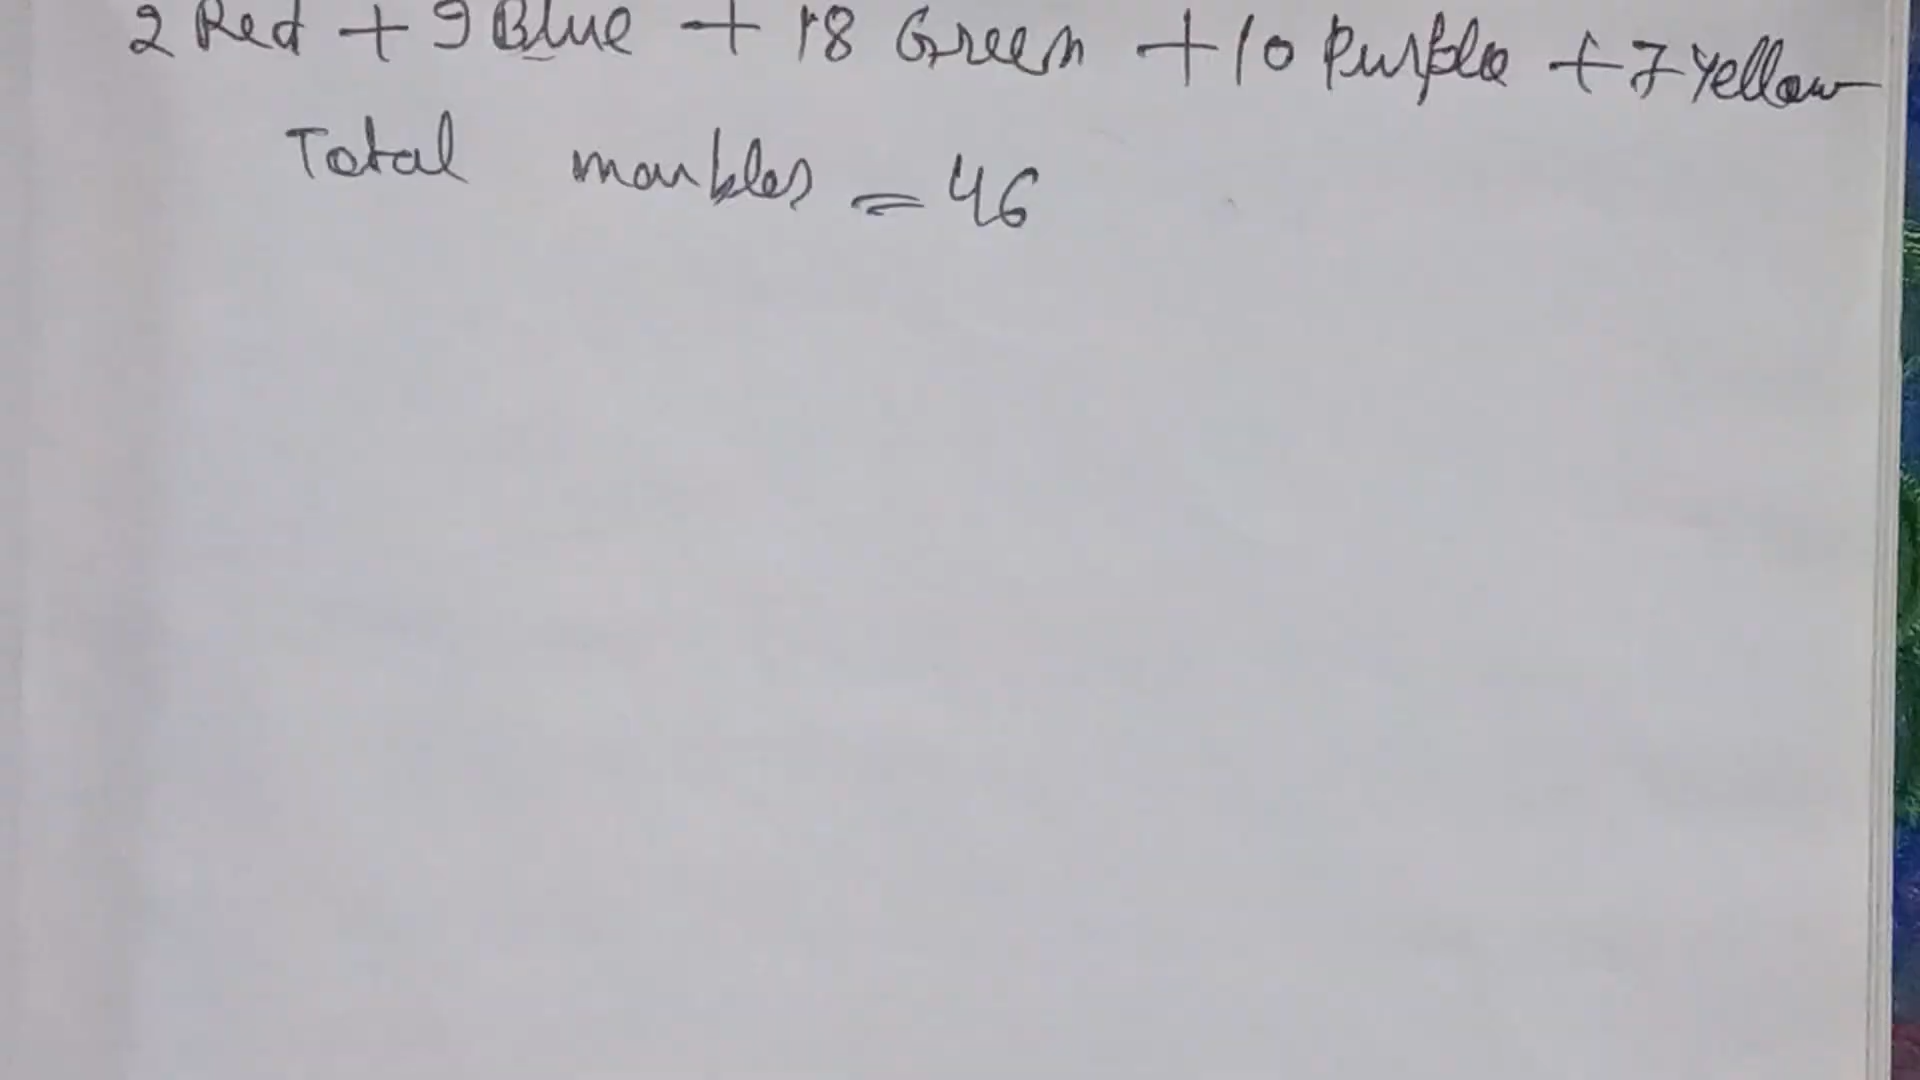 2 Red + 9 Blue + 18 Green + 10 Purple + 7 Yellow
Total marbles = 46